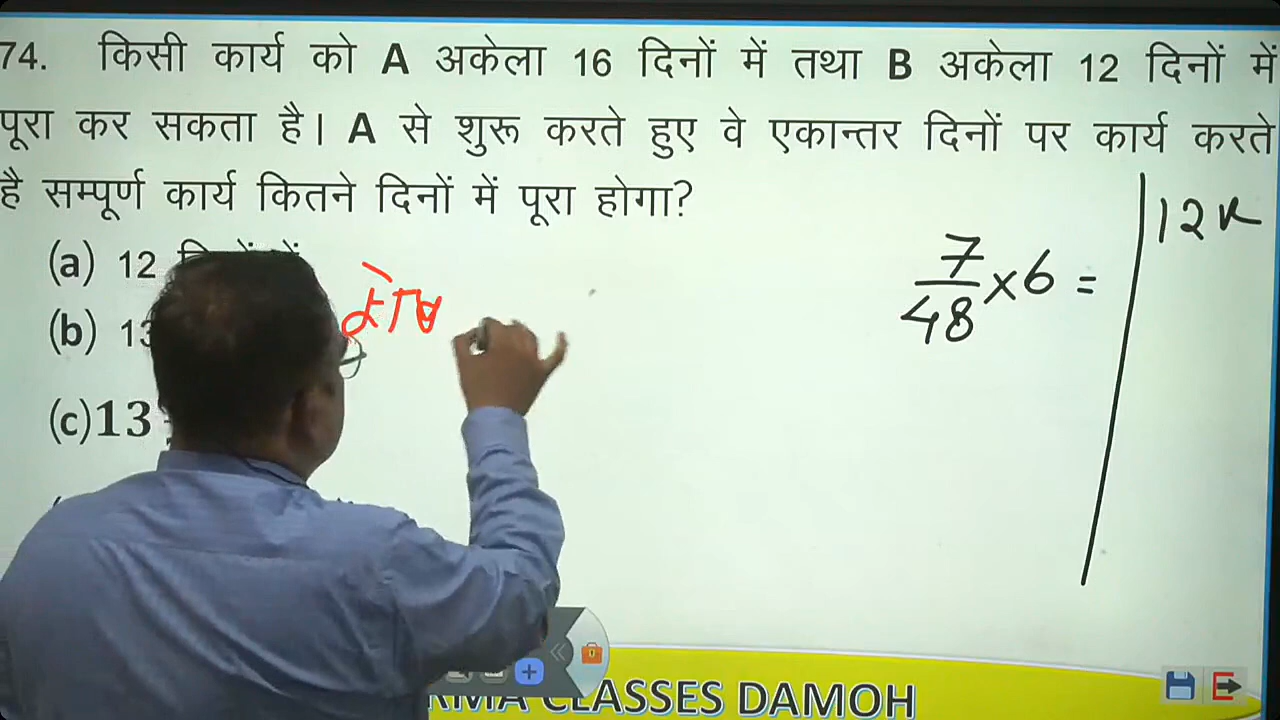 74. किसी कार्य को A अकेला 16 दिनों में तथा B अकेला 12 दिनों में
पूरा कर सकता है। A से शुरू करते हुए वे एकान्तर दिनों पर कार्य करते
है सम्पूर्ण कार्य कितने दिनों में पूरा होगा?
(a) 12
(b) 13
(c) 13
7/48 × 6 =
12
CLASSES DAMOH